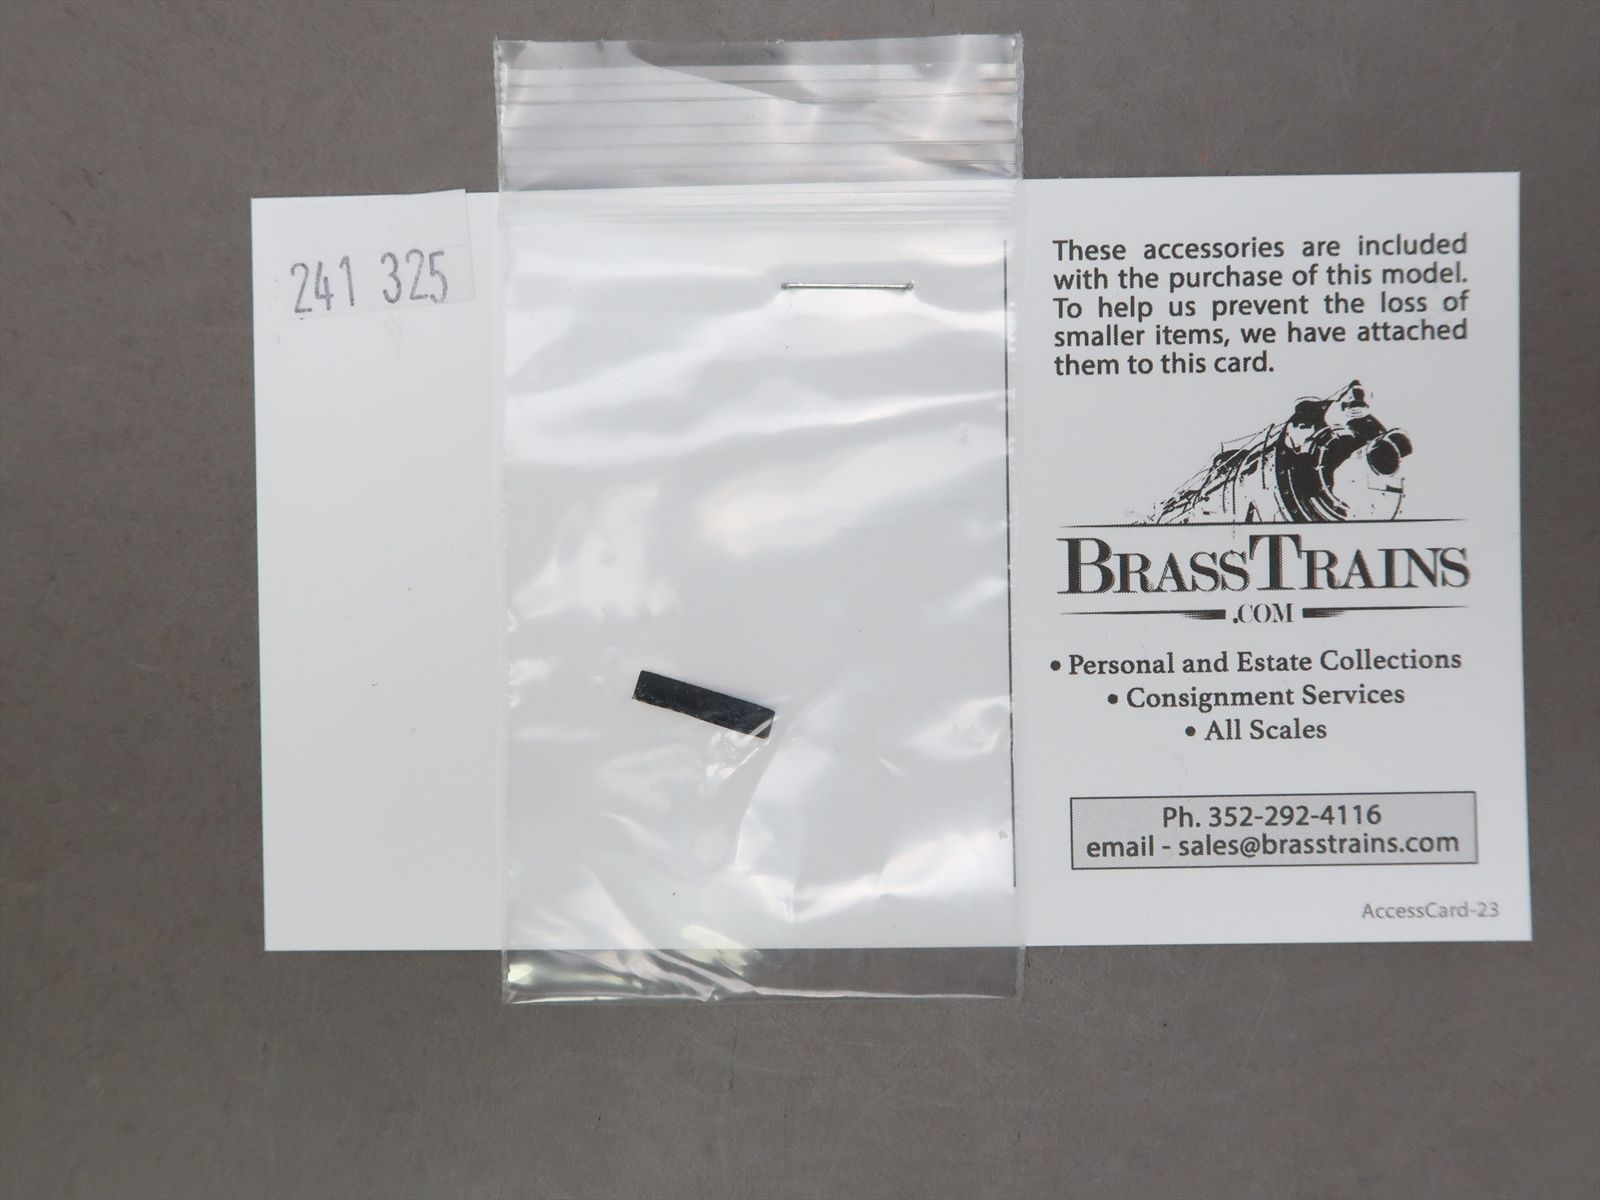 241 325
These accessories are included
with the purchase of this model.
To help us prevent the loss of
smaller items, we have attached
them to this card.
BRASSTRAINS
.COM
• Personal and Estate Collections
• Consignment Services
• All Scales
Ph. 352-292-4116
email - sales@brasstrains.com
AccessCard-23